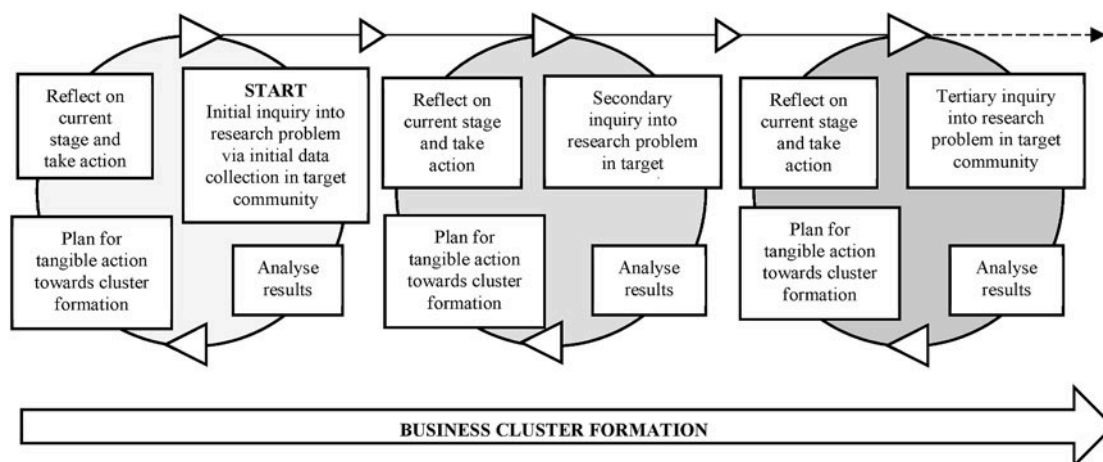 Reflect on
current
stage and
take action
START
Initial inquiry into
research problem
via initial data
collection in target
community
Plan for
tangible action
towards cluster
formation
Analyse
results
Reflect on
current stage
and take
action
Secondary
inquiry into
research problem
in target
Plan for
tangible action
towards cluster
formation
Analyse
results
Reflect on
current stage
and take
action
Tertiary inquiry
into research
problem in target
community
Plan for
tangible action
towards cluster
formation
Analyse
results
BUSINESS CLUSTER FORMATION